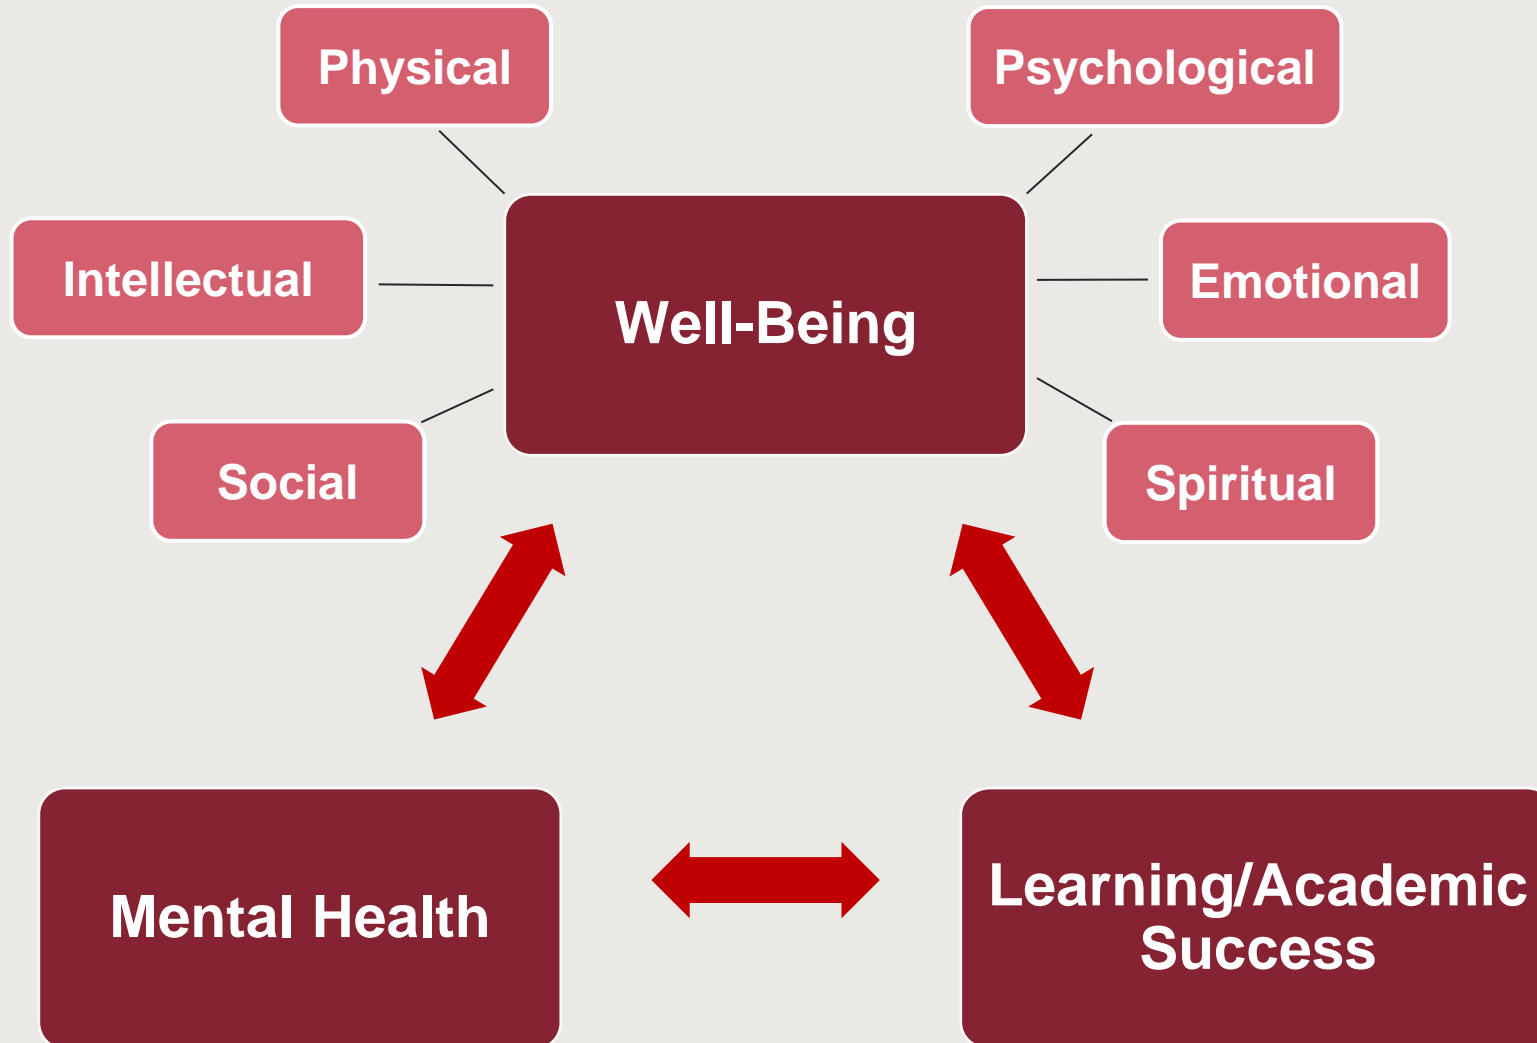 Physical
Psychological
Intellectual
Well-Being
Emotional
Social
Spiritual
Mental Health
Learning/Academic
Success